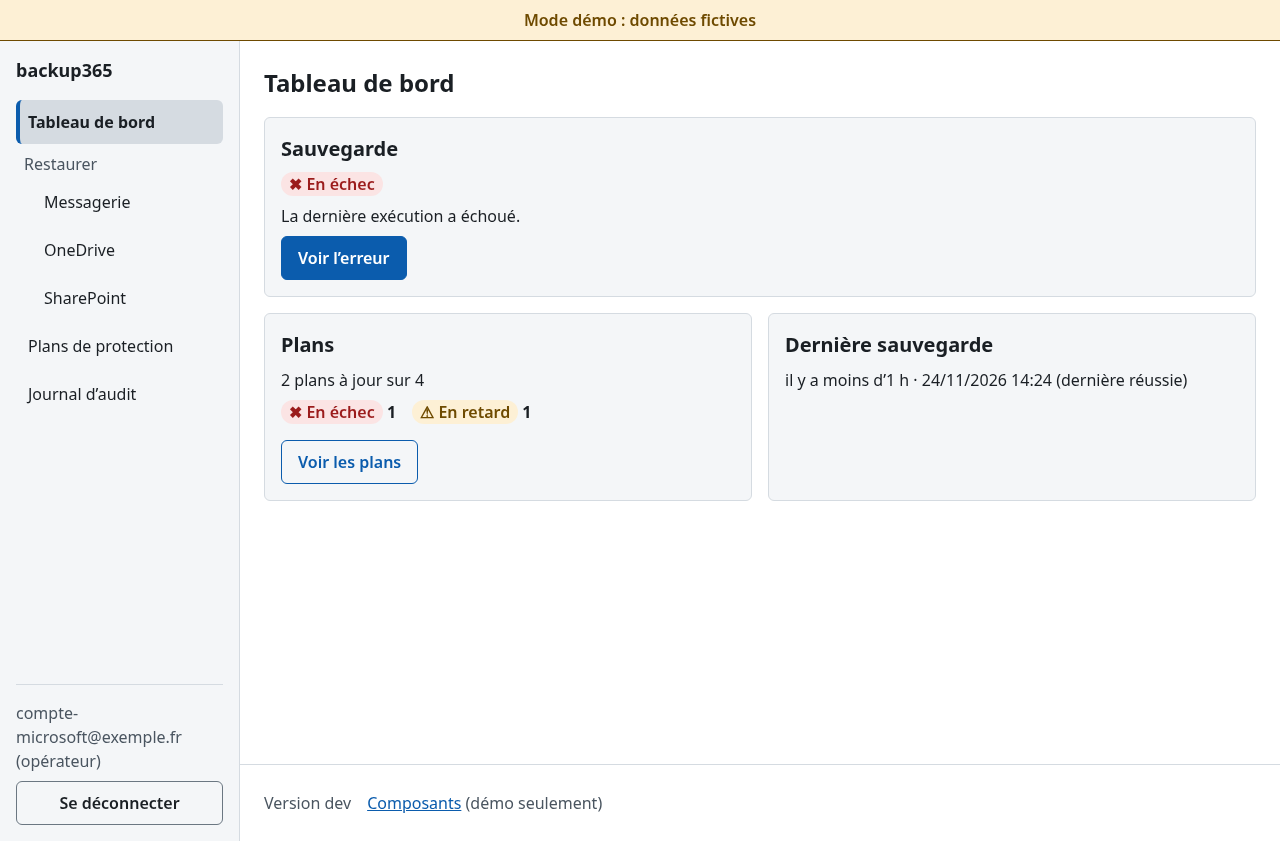 Mode démo : données fictives
backup365
Tableau de bord
Restaurer
Messagerie
OneDrive
SharePoint
Plans de protection
Journal d’audit
compte-
microsoft@exemple.fr
(opérateur)
Se déconnecter
Tableau de bord
Sauvegarde
✖ En échec
La dernière exécution a échoué.
Voir l’erreur
Plans
2 plans à jour sur 4
✖ En échec 1 ⚠ En retard 1
Voir les plans
Dernière sauvegarde
il y a moins d’1 h · 24/11/2026 14:24 (dernière réussie)
Version dev Composants (démo seulement)